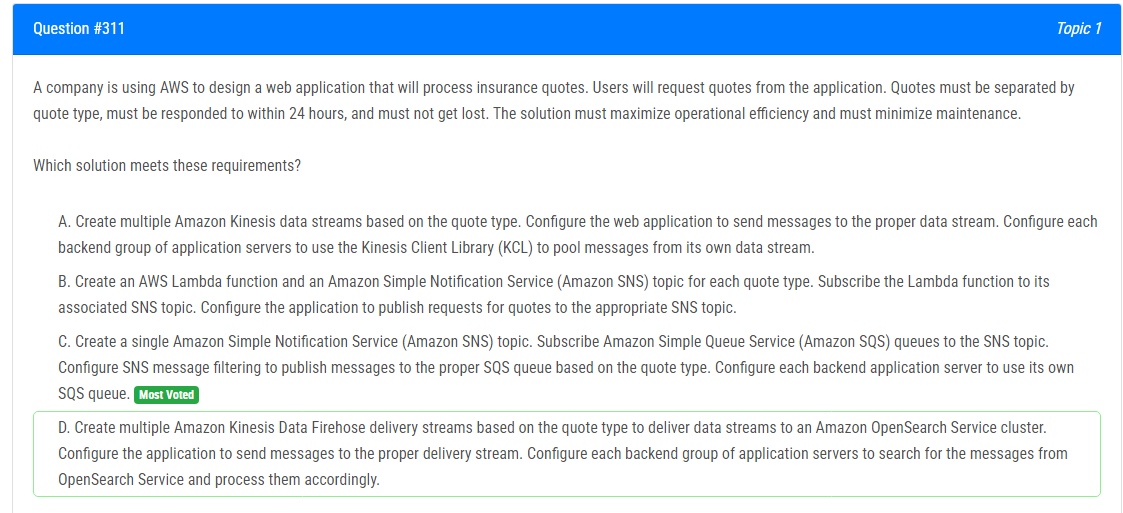 Question #311
Topic 1
A company is using AWS to design a web application that will process insurance quotes. Users will request quotes from the application. Quotes must be separated by
quote type, must be responded to within 24 hours, and must not get lost. The solution must maximize operational efficiency and must minimize maintenance.
Which solution meets these requirements?
A. Create multiple Amazon Kinesis data streams based on the quote type. Configure the web application to send messages to the proper data stream. Configure each
backend group of application servers to use the Kinesis Client Library (KCL) to pool messages from its own data stream.
B. Create an AWS Lambda function and an Amazon Simple Notification Service (Amazon SNS) topic for each quote type. Subscribe the Lambda function to its
associated SNS topic. Configure the application to publish requests for quotes to the appropriate SNS topic.
C. Create a single Amazon Simple Notification Service (Amazon SNS) topic. Subscribe Amazon Simple Queue Service (Amazon SQS) queues to the SNS topic.
Configure SNS message filtering to publish messages to the proper SQS queue based on the quote type. Configure each backend application server to use its own
SQS queue. Most Voted
D. Create multiple Amazon Kinesis Data Firehose delivery streams based on the quote type to deliver data streams to an Amazon OpenSearch Service cluster.
Configure the application to send messages to the proper delivery stream. Configure each backend group of application servers to search for the messages from
OpenSearch Service and process them accordingly.